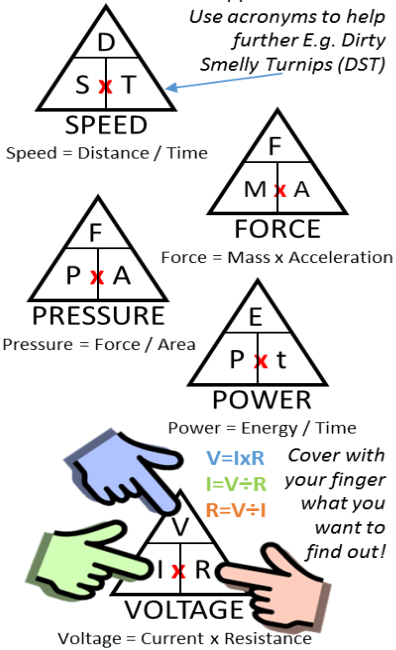 Use acronyms to help
further E.g. Dirty
Smelly Turnips (DST)
D
S x T
SPEED
Speed = Distance / Time
F
M x A
FORCE
Force = Mass x Acceleration
F
P x A
PRESSURE
Pressure = Force / Area
E
P x t
POWER
Power = Energy / Time
V=IxR
I=V÷R
R=V÷I
Cover with
your finger
what you
want to
find out!
V
I x R
VOLTAGE
Voltage = Current x Resistance